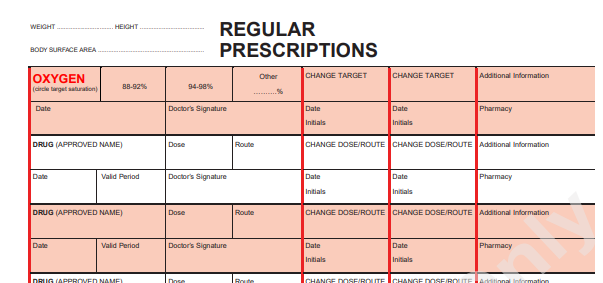 WEIGHT .............................. HEIGHT ..................................
BODY SURFACE AREA ......................................................
REGULAR
PRESCRIPTIONS
OXYGEN
(circle target saturation)
88-92%
94-98%
Other
..........%
CHANGE TARGET
CHANGE TARGET
Additional Information
Date
Doctor's Signature
Date
Initials
Date
Initials
Pharmacy
DRUG (APPROVED NAME)
Dose
Route
CHANGE DOSE/ROUTE
CHANGE DOSE/ROUTE
Additional Information
Date
Valid Period
Doctor's Signature
Date
Initials
Date
Initials
Pharmacy
DRUG (APPROVED NAME)
Dose
Route
CHANGE DOSE/ROUTE
CHANGE DOSE/ROUTE
Additional Information
Date
Valid Period
Doctor's Signature
Date
Initials
Date
Initials
Pharmacy
DRUG (APPROVED NAME)
Dose
Route
CHANGE DOSE/ROUTE
CHANGE DOSE/ROUTE
Additional Information
only